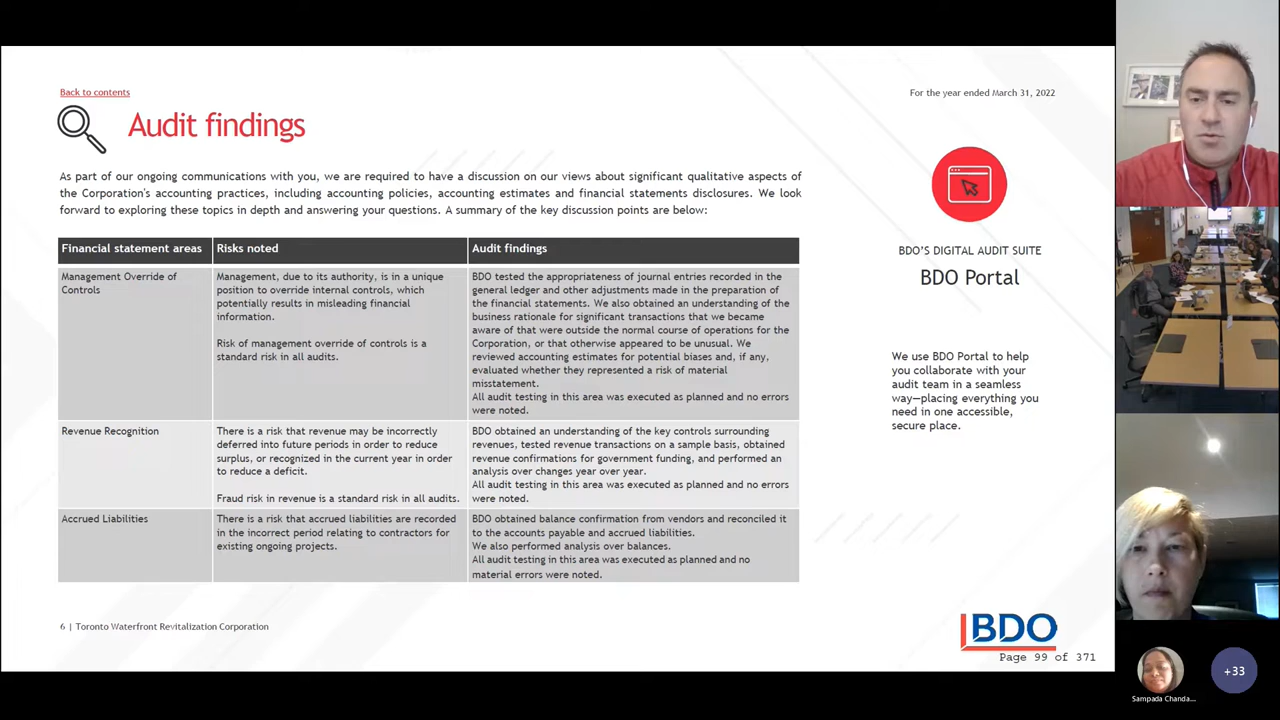 Back to contents
For the year ended March 31, 2022
Audit findings
As part of our ongoing communications with you, we are required to have a discussion on our views about significant qualitative aspects of
the Corporation's accounting practices, including accounting policies, accounting estimates and financial statements disclosures. We look
forward to exploring these topics in depth and answering your questions. A summary of the key discussion points are below:
Financial statement areas
Risks noted
Audit findings
Management Override of
Controls
Management, due to its authority, is in a unique
position to override internal controls, which
potentially results in misleading financial
information.
Risk of management override of controls is a
standard risk in all audits.
BDO tested the appropriateness of journal entries recorded in the
general ledger and other adjustments made in the preparation of
the financial statements. We also obtained an understanding of the
business rationale for significant transactions that we became
aware of that were outside the normal course of operations for the
Corporation, or that otherwise appeared to be unusual. We
reviewed accounting estimates for potential biases and, if any,
evaluated whether they represented a risk of material
misstatement.
All audit testing in this area was executed as planned and no errors
were noted.
Revenue Recognition
There is a risk that revenue may be incorrectly
deferred into future periods in order to reduce
surplus, or recognized in the current year in order
to reduce a deficit.
Fraud risk in revenue is a standard risk in all audits.
BDO obtained an understanding of the key controls surrounding
revenues, tested revenue transactions on a sample basis, obtained
revenue confirmations for government funding, and performed an
analysis over changes year over year.
All audit testing in this area was executed as planned and no errors
were noted.
Accrued Liabilities
There is a risk that accrued liabilities are recorded
in the incorrect period relating to contractors for
existing ongoing projects.
BDO obtained balance confirmation from vendors and reconciled it
to the accounts payable and accrued liabilities.
We also performed analysis over balances.
All audit testing in this area was executed as planned and no
material errors were noted.
BDO'S DIGITAL AUDIT SUITE
BDO Portal
We use BDO Portal to help
you collaborate with your
audit team in a seamless
way—placing everything you
need in one accessible,
secure place.
6 | Toronto Waterfront Revitalization Corporation
BDO
Page 99 of 371
Sampada Chanda...
+33